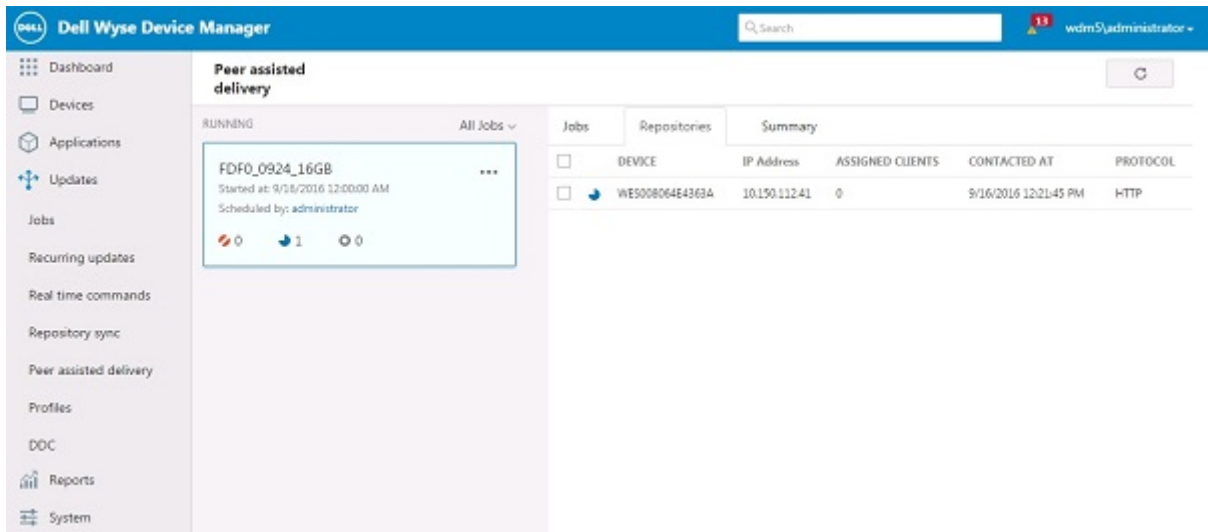 DELL Dell Wyse Device Manager
Search
13
wdm5\administrator
Dashboard
Devices
Applications
Updates
Jobs
Recurring updates
Real time commands
Repository sync
Peer assisted delivery
Profiles
DDC
Reports
System
Peer assisted
delivery
RUNNING All Jobs
FDF0_0924_16GB
Started at: 9/16/2016 12:00:00 AM
Scheduled by: administrator
0 1 0
Jobs Repositories Summary
DEVICE IP Address ASSIGNED CLIENTS CONTACTED AT PROTOCOL
WES008064E4363A 10.150.112.41 0 9/16/2016 12:21:45 PM HTTP